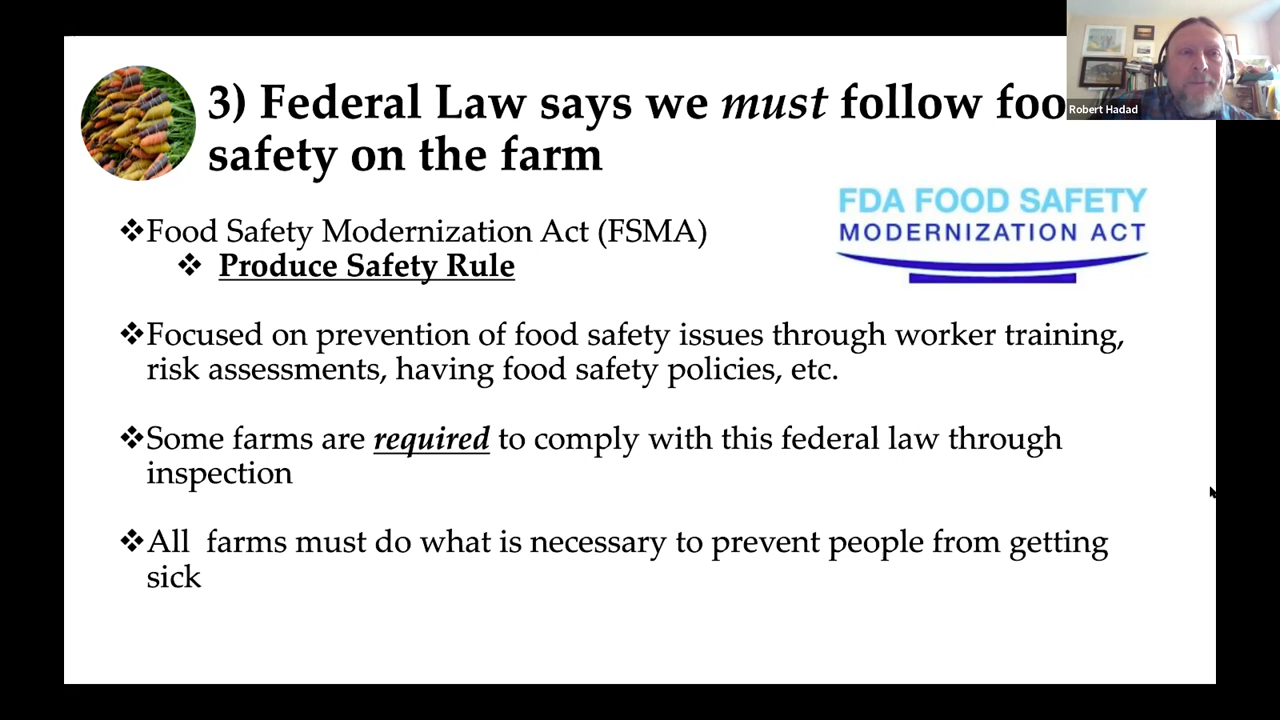 3) Federal Law says we must follow foo
safety on the farm
Robert Hadad
FDA FOOD SAFETY
MODERNIZATION ACT
❖Food Safety Modernization Act (FSMA)
❖ Produce Safety Rule
❖Focused on prevention of food safety issues through worker training,
risk assessments, having food safety policies, etc.
❖Some farms are required to comply with this federal law through
inspection
❖All farms must do what is necessary to prevent people from getting
sick